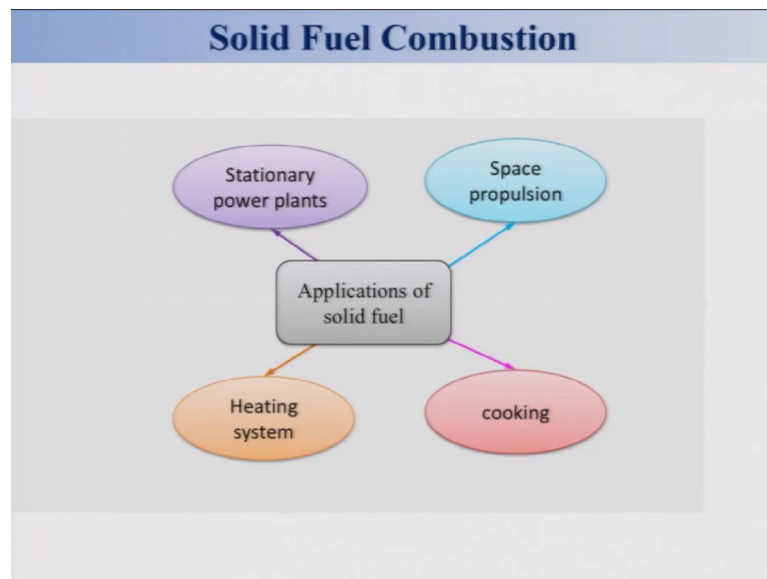 Solid Fuel Combustion
Stationary
power plants
Space
propulsion
Applications of
solid fuel
Heating
system
cooking